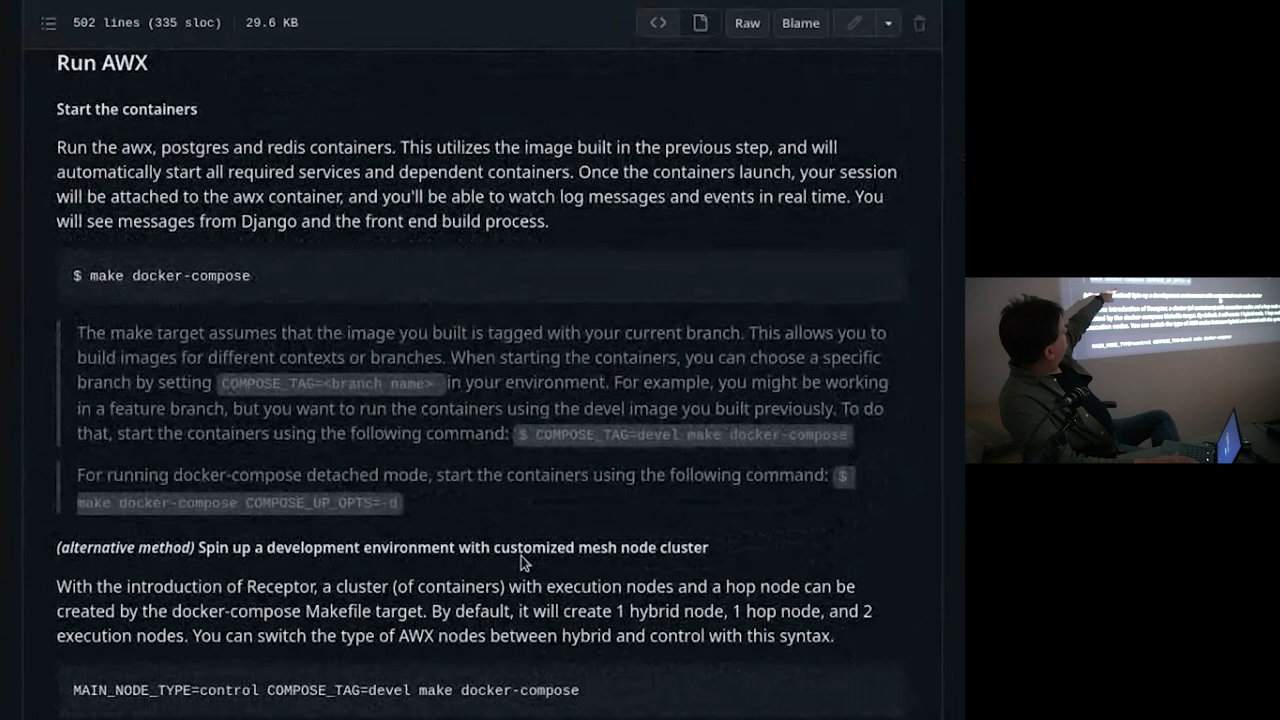 502 lines (335 sloc) 29.6 KB
Raw
Blame
Run AWX
Start the containers
Run the awx, postgres and redis containers. This utilizes the image built in the previous step, and will
automatically start all required services and dependent containers. Once the containers launch, your session
will be attached to the awx container, and you'll be able to watch log messages and events in real time. You
will see messages from Django and the front end build process.
$ make docker-compose
The make target assumes that the image you built is tagged with your current branch. This allows you to
build images for different contexts or branches. When starting the containers, you can choose a specific
branch by setting COMPOSE_TAG=<branch name> in your environment. For example, you might be working
in a feature branch, but you want to run the containers using the devel image you built previously. To do
that, start the containers using the following command: $ COMPOSE_TAG=devel make docker-compose
For running docker-compose detached mode, start the containers using the following command: $
make docker-compose COMPOSE_UP_OPTS=-d
(alternative method) Spin up a development environment with customized mesh node cluster
With the introduction of Receptor, a cluster (of containers) with execution nodes and a hop node can be
created by the docker-compose Makefile target. By default, it will create 1 hybrid node, 1 hop node, and 2
execution nodes. You can switch the type of AWX nodes between hybrid and control with this syntax.
MAIN_NODE_TYPE=control COMPOSE_TAG=devel make docker-compose